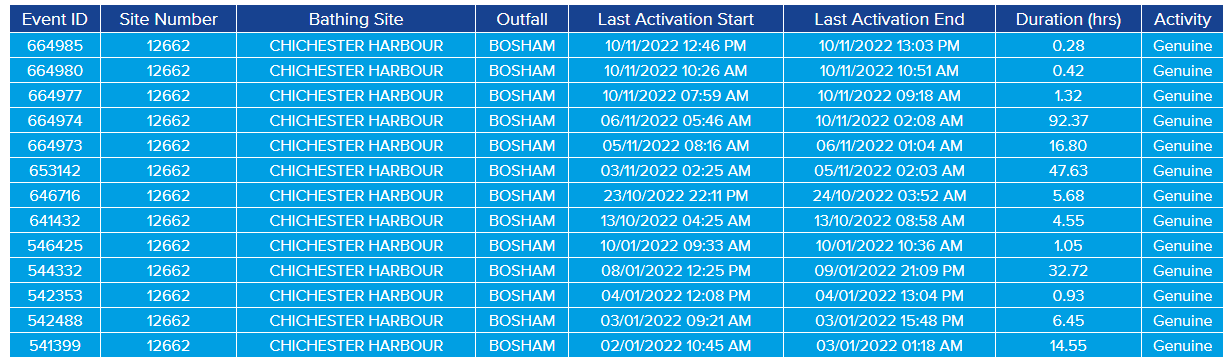 Event ID Site Number Bathing Site Outfall Last Activation Start Last Activation End Duration (hrs) Activity
664985 12662 CHICHESTER HARBOUR BOSHAM 10/11/2022 12:46 PM 10/11/2022 13:03 PM 0.28 Genuine
664980 12662 CHICHESTER HARBOUR BOSHAM 10/11/2022 10:26 AM 10/11/2022 10:51 AM 0.42 Genuine
664977 12662 CHICHESTER HARBOUR BOSHAM 10/11/2022 07:59 AM 10/11/2022 09:18 AM 1.32 Genuine
664974 12662 CHICHESTER HARBOUR BOSHAM 06/11/2022 05:46 AM 10/11/2022 02:08 AM 92.37 Genuine
664973 12662 CHICHESTER HARBOUR BOSHAM 05/11/2022 08:16 AM 06/11/2022 01:04 AM 16.80 Genuine
653142 12662 CHICHESTER HARBOUR BOSHAM 03/11/2022 02:25 AM 05/11/2022 02:03 AM 47.63 Genuine
646716 12662 CHICHESTER HARBOUR BOSHAM 23/10/2022 22:11 PM 24/10/2022 03:52 AM 5.68 Genuine
641432 12662 CHICHESTER HARBOUR BOSHAM 13/10/2022 04:25 AM 13/10/2022 08:58 AM 4.55 Genuine
546425 12662 CHICHESTER HARBOUR BOSHAM 10/01/2022 09:33 AM 10/01/2022 10:36 AM 1.05 Genuine
544332 12662 CHICHESTER HARBOUR BOSHAM 08/01/2022 12:25 PM 09/01/2022 21:09 PM 32.72 Genuine
542353 12662 CHICHESTER HARBOUR BOSHAM 04/01/2022 12:08 PM 04/01/2022 13:04 PM 0.93 Genuine
542488 12662 CHICHESTER HARBOUR BOSHAM 03/01/2022 09:21 AM 03/01/2022 15:48 PM 6.45 Genuine
541399 12662 CHICHESTER HARBOUR BOSHAM 02/01/2022 10:45 AM 03/01/2022 01:18 AM 14.55 Genuine